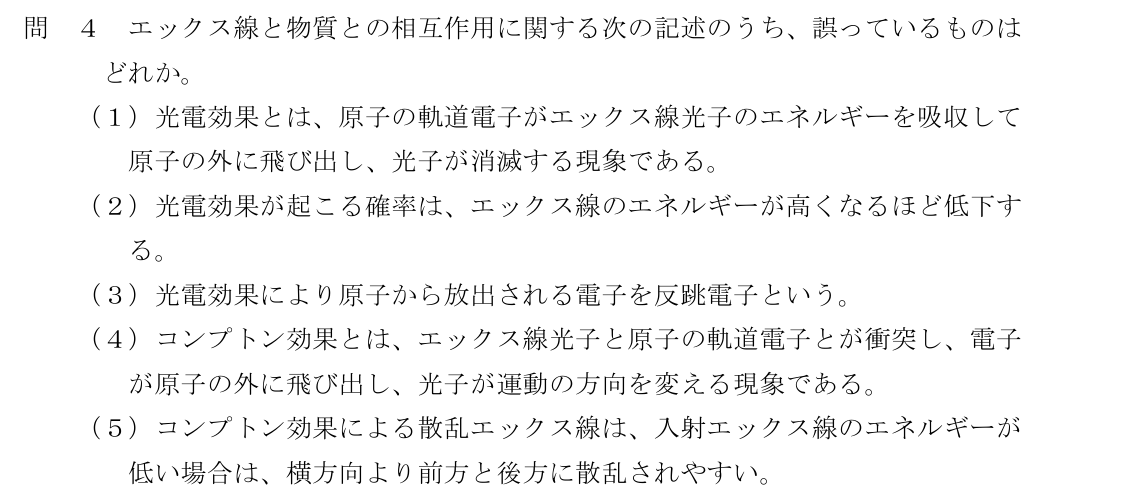 問　４　エックス線と物質との相互作用に関する次の記述のうち、誤っているものは
どれか。
（１）光電効果とは、原子の軌道電子がエックス線光子のエネルギーを吸収して
原子の外に飛び出し、光子が消滅する現象である。
（２）光電効果が起こる確率は、エックス線のエネルギーが高くなるほど低下す
る。
（３）光電効果により原子から放出される電子を反跳電子という。
（４）コンプトン効果とは、エックス線光子と原子の軌道電子とが衝突し、電子
が原子の外に飛び出し、光子が運動の方向を変える現象である。
（５）コンプトン効果による散乱エックス線は、入射エックス線のエネルギーが
低い場合は、横方向より前方と後方に散乱されやすい。